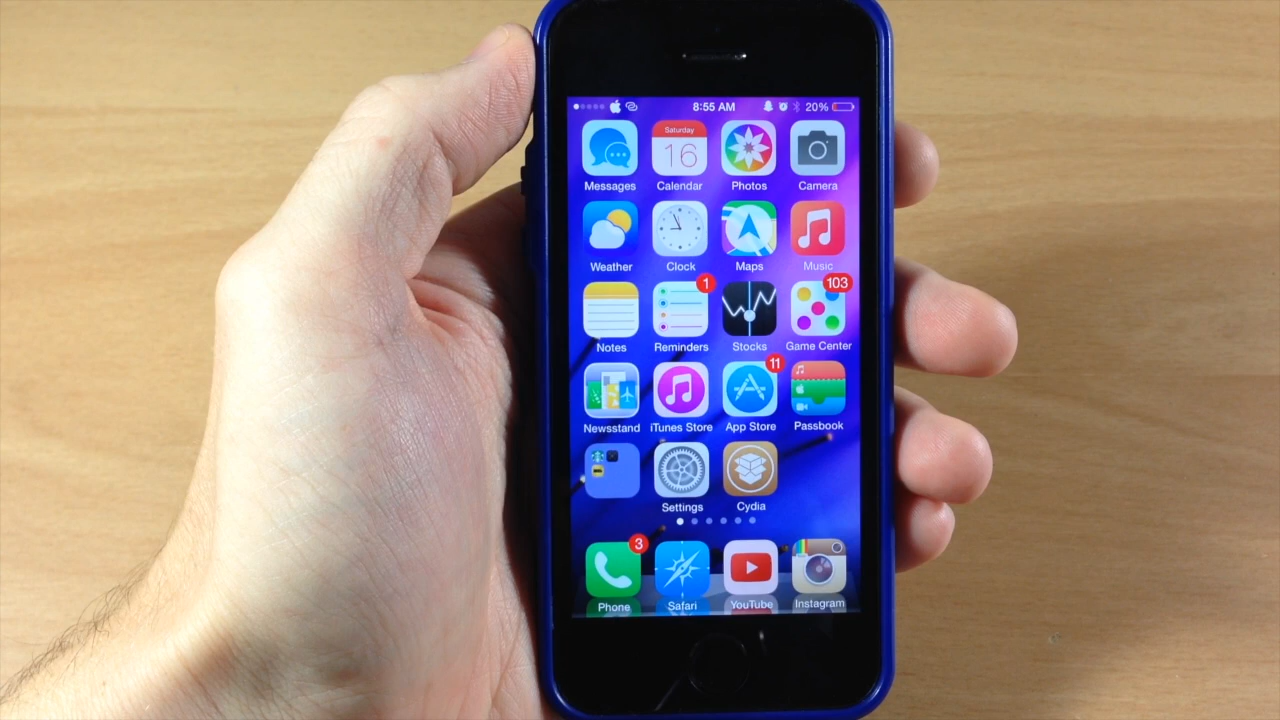 8:55 AM 20%
Saturday
16
Messages Calendar Photos Camera
Weather Clock Maps Music
1 103
Notes Reminders Stocks Game Center
11
Newsstand iTunes Store App Store Passbook
Settings Cydia
3
Phone Safari YouTube Instagram